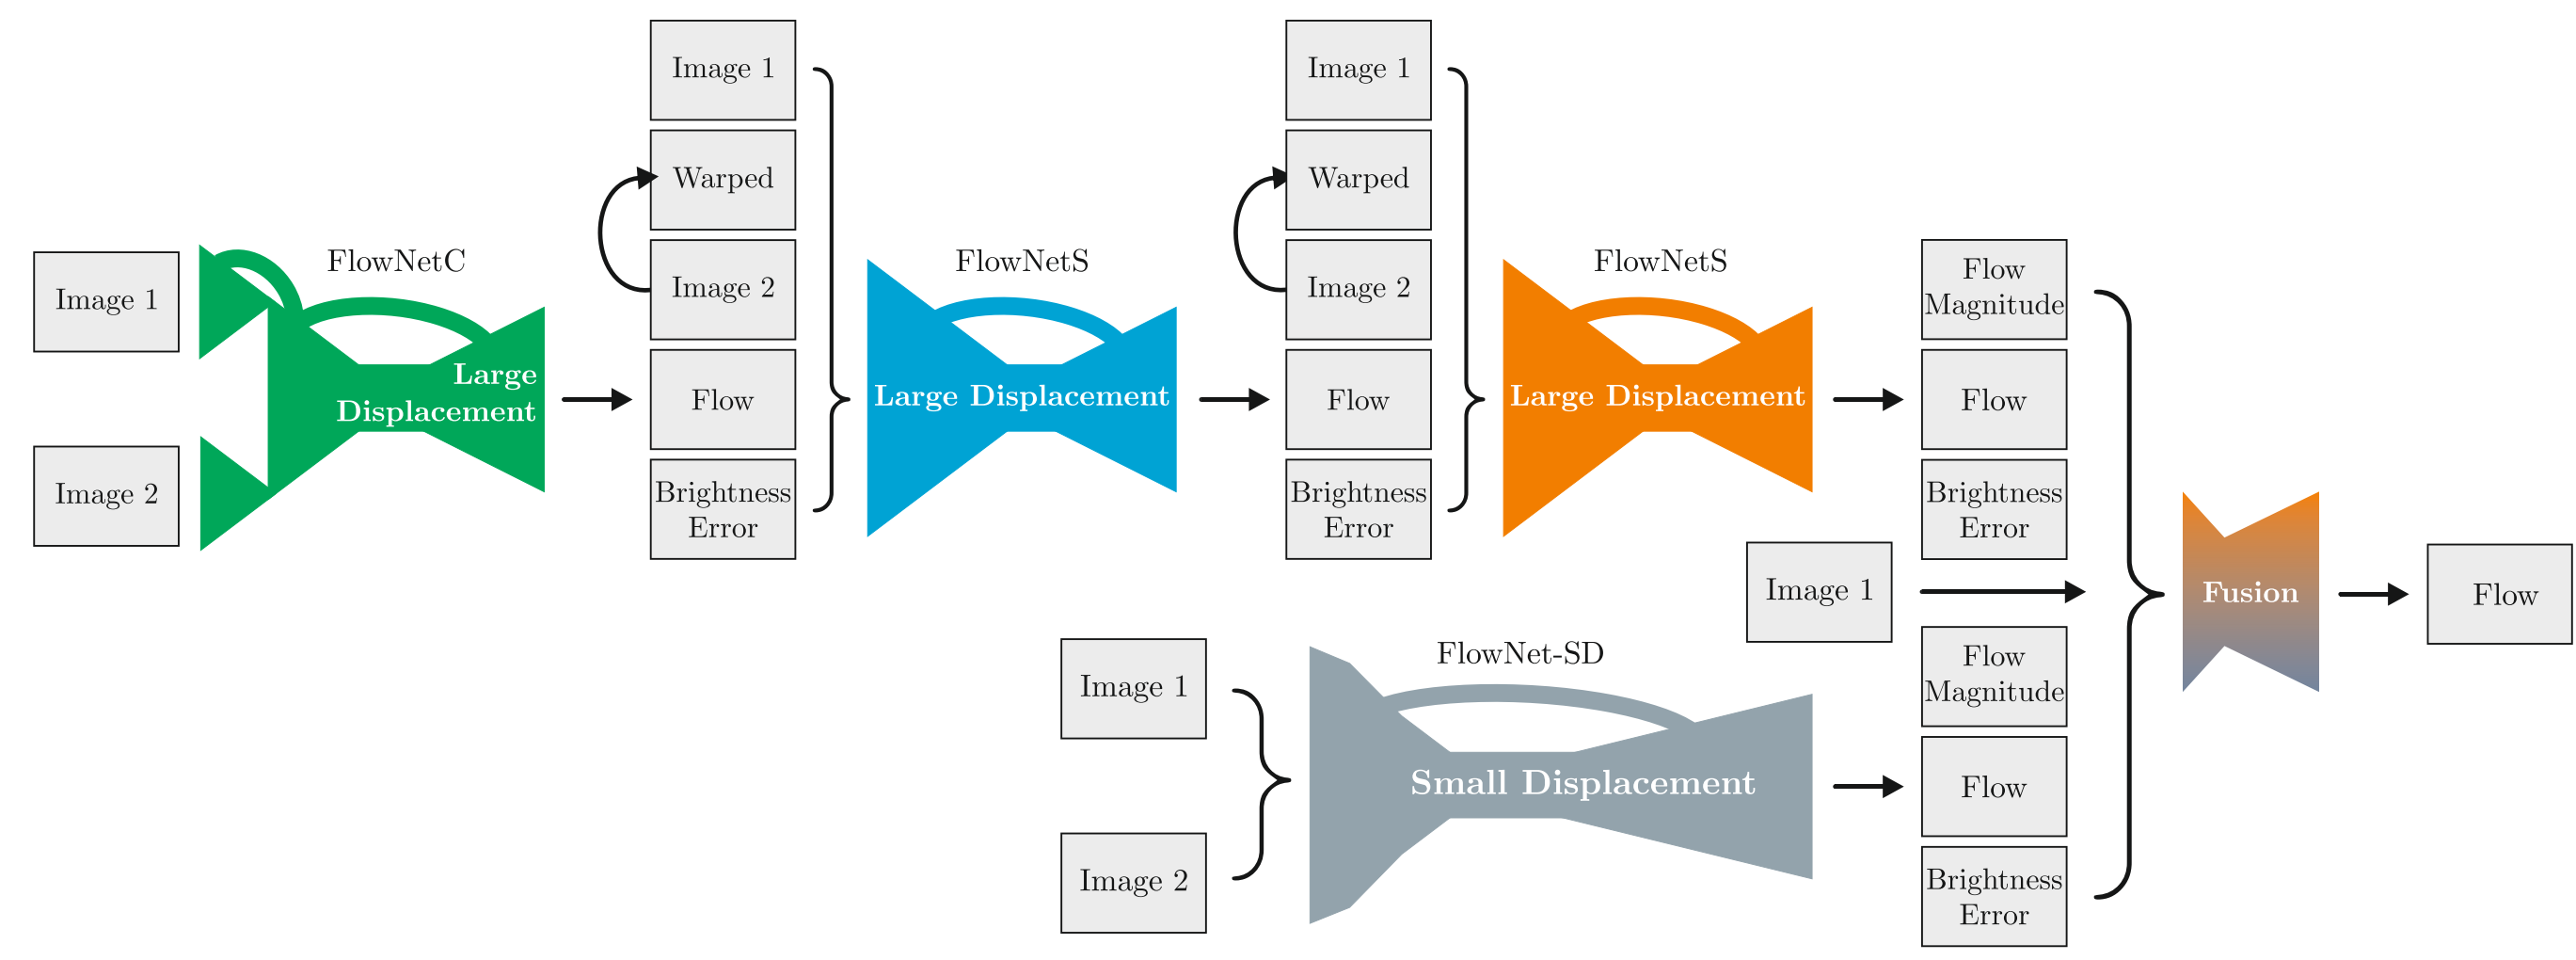 Image 1
Image 2
FlowNetC
Large
Displacement
Image 1
Warped
Image 2
Flow
Brightness
Error
FlowNetS
Large Displacement
Image 1
Warped
Image 2
Flow
Brightness
Error
FlowNetS
Large Displacement
Flow
Magnitude
Flow
Brightness
Error
Image 1
Image 1
Image 2
FlowNet-SD
Small Displacement
Flow
Magnitude
Flow
Brightness
Error
Fusion
Flow